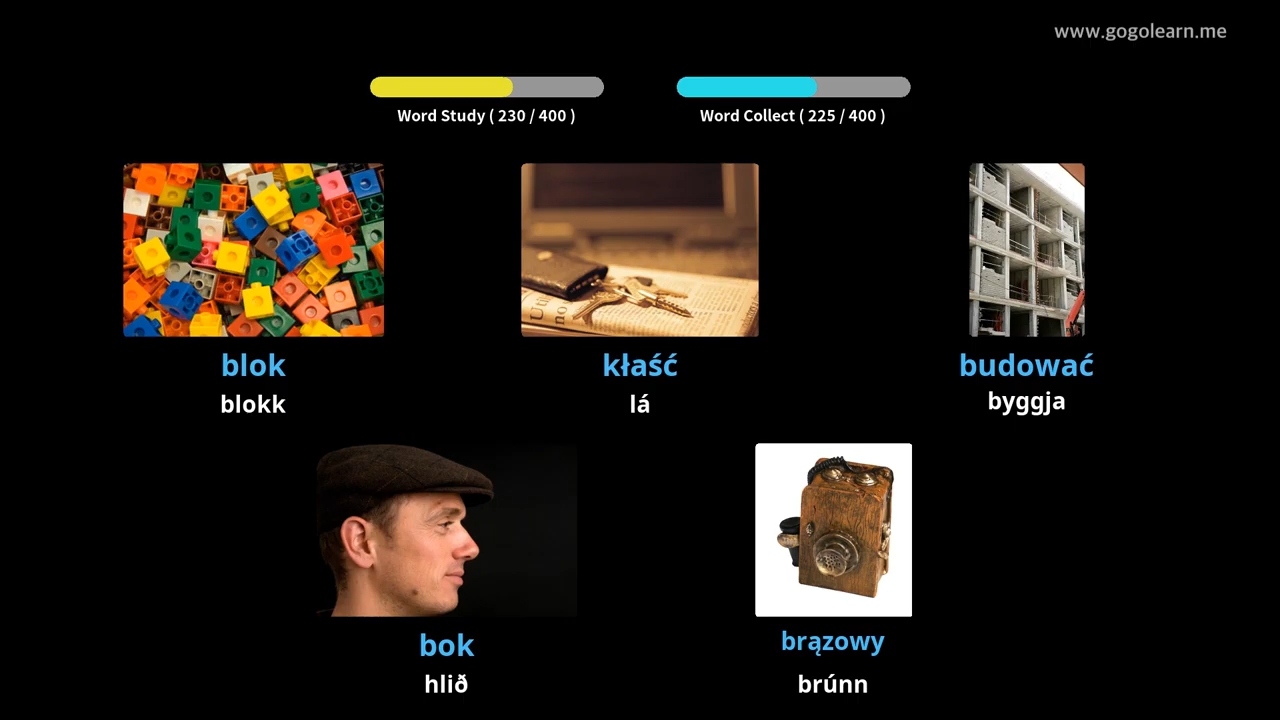 www.gogolearn.me
Word Study ( 230 / 400 )
Word Collect ( 225 / 400 )
blok
blokk
kłaść
lá
budować
byggja
bok
hlið
brązowy
brúnn